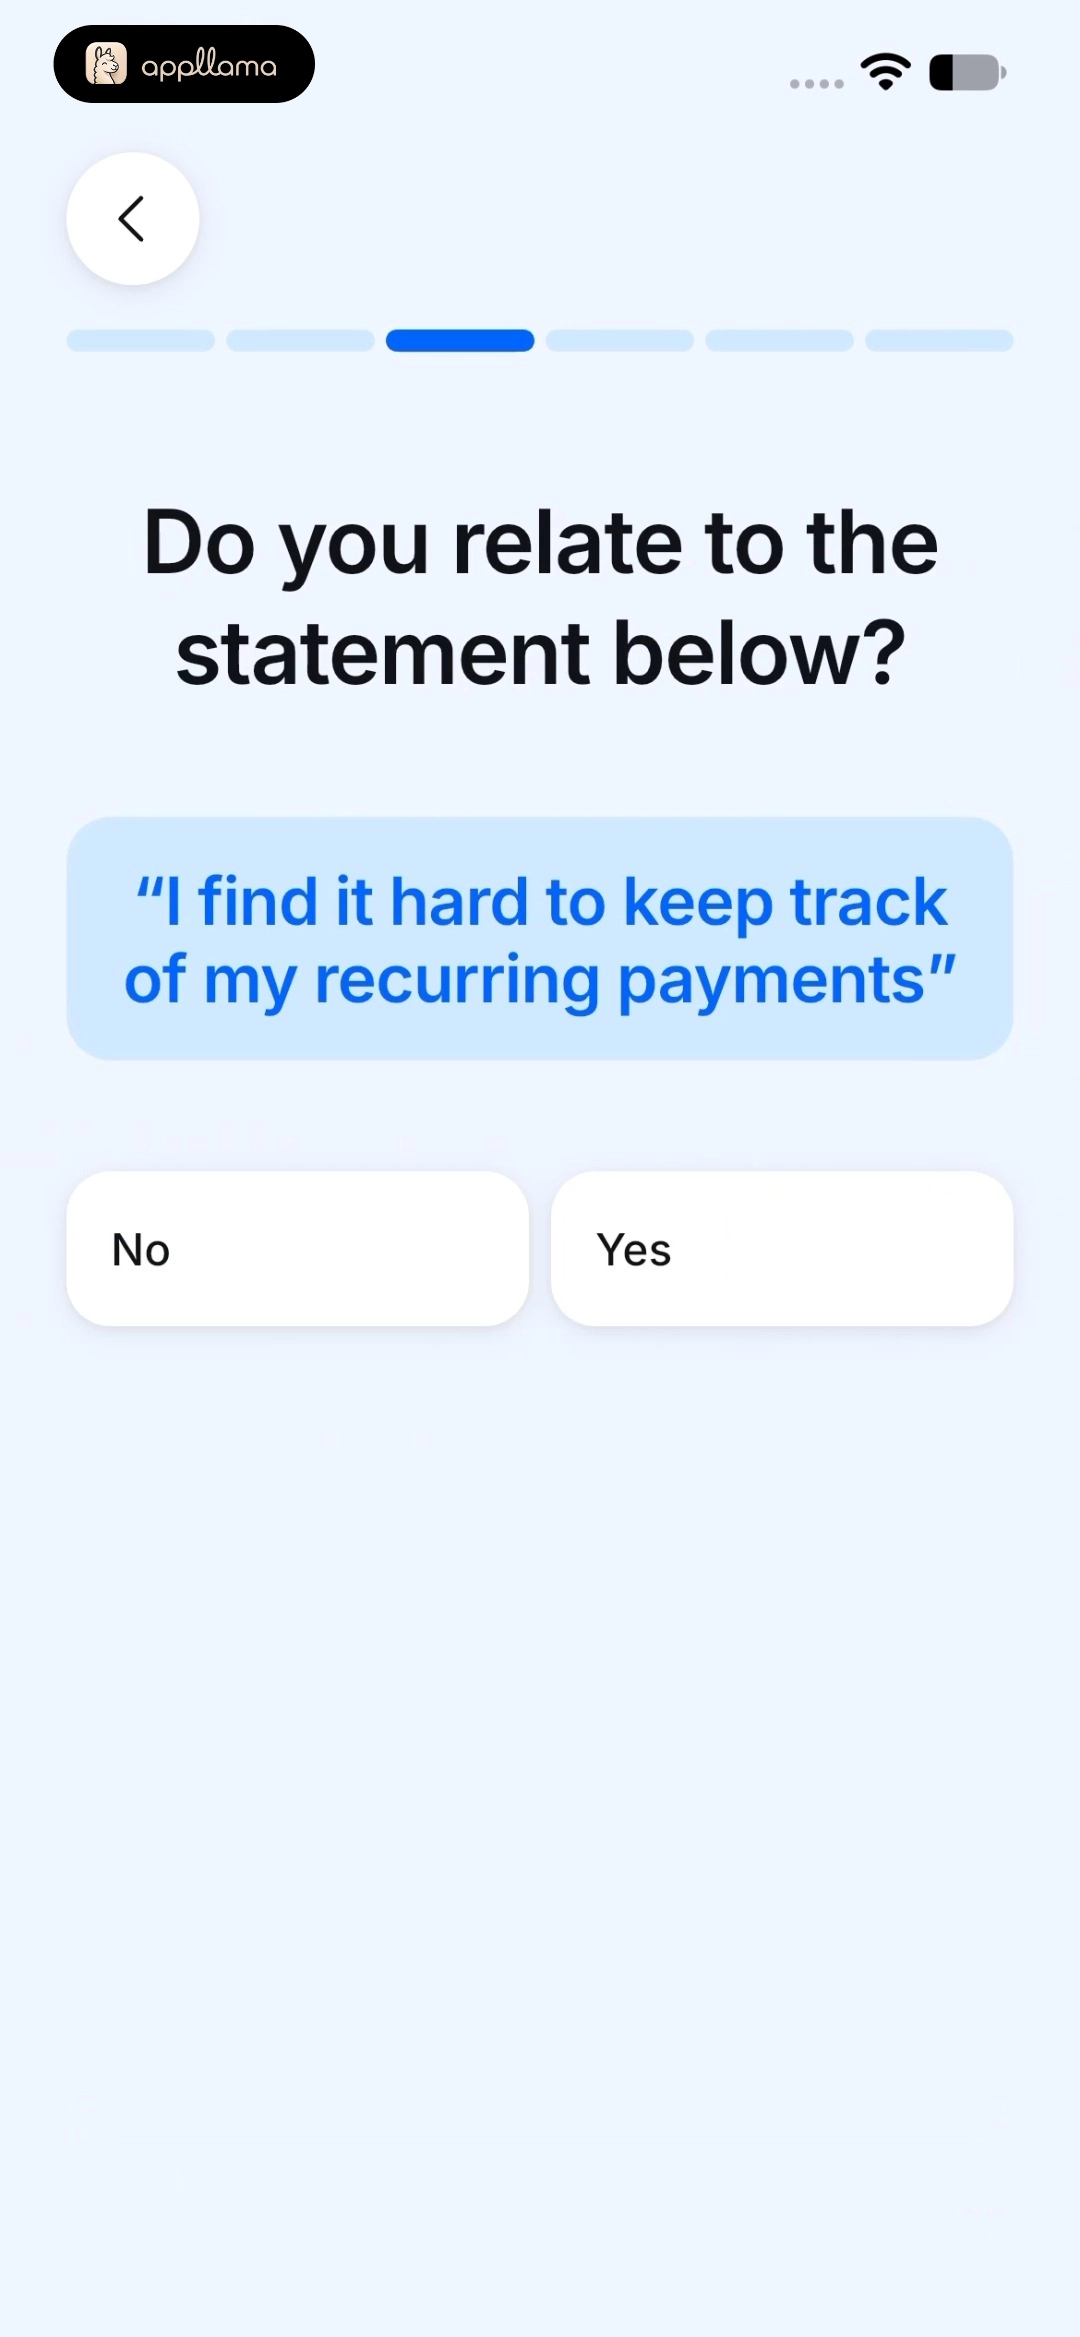 appllama
Do you relate to the
statement below?
“I find it hard to keep track
of my recurring payments”
No
Yes